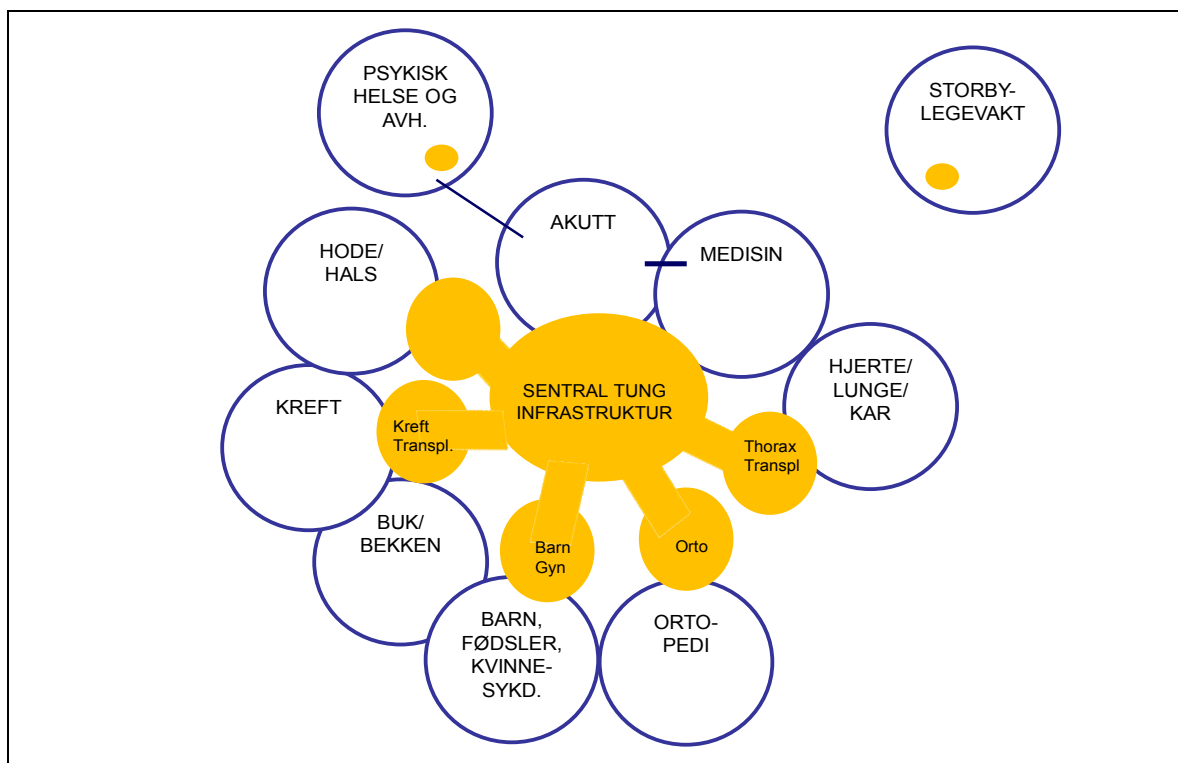 PSYKISK
HELSE OG
AVH.
STORBY-
LEGEVAKT
AKUTT
MEDISIN
HODE/
HALS
SENTRAL TUNG
INFRASTRUKTUR
HJERTE/
LUNGE/
KAR
KREFT
Kreft
Transpl.
Thorax
Transpl
BUK/
BEKKEN
Barn
Gyn
Orto
BARN,
FØDSLER,
KVINNE-
SYKD.
ORTO-
PEDI